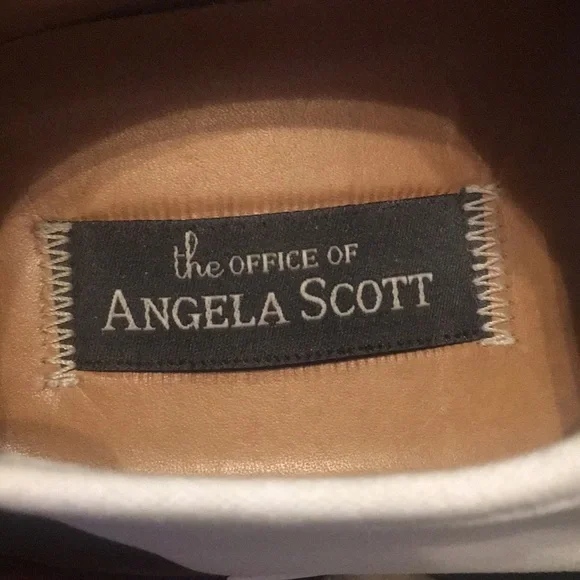 the OFFICE OF
ANGELA SCOTT